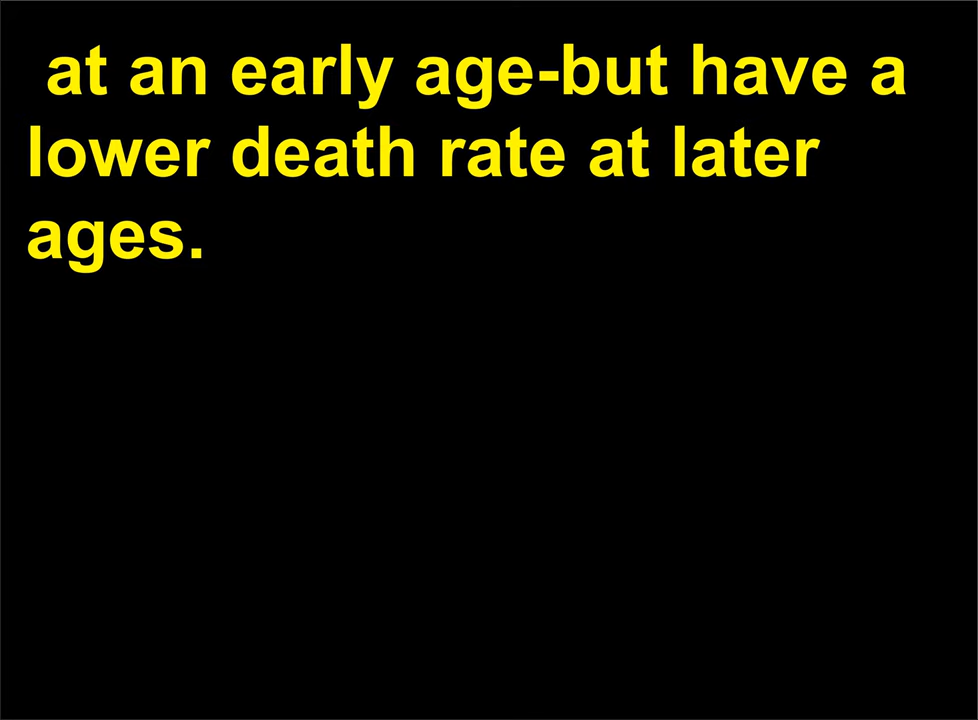 at an early age-but have a
lower death rate at later
ages.